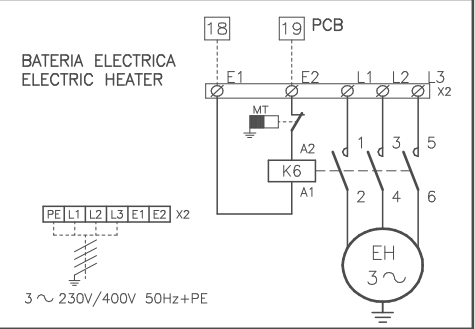 18 19 PCB
BATERIA ELECTRICA
ELECTRIC HEATER
E1 E2 L1 L2 L3
X2
MT
A2
K6
A1
1 3 5
2 4 6
PE L1 L2 L3 E1 E2 X2
EH
3 ~
3 ~ 230V/400V 50Hz+PE